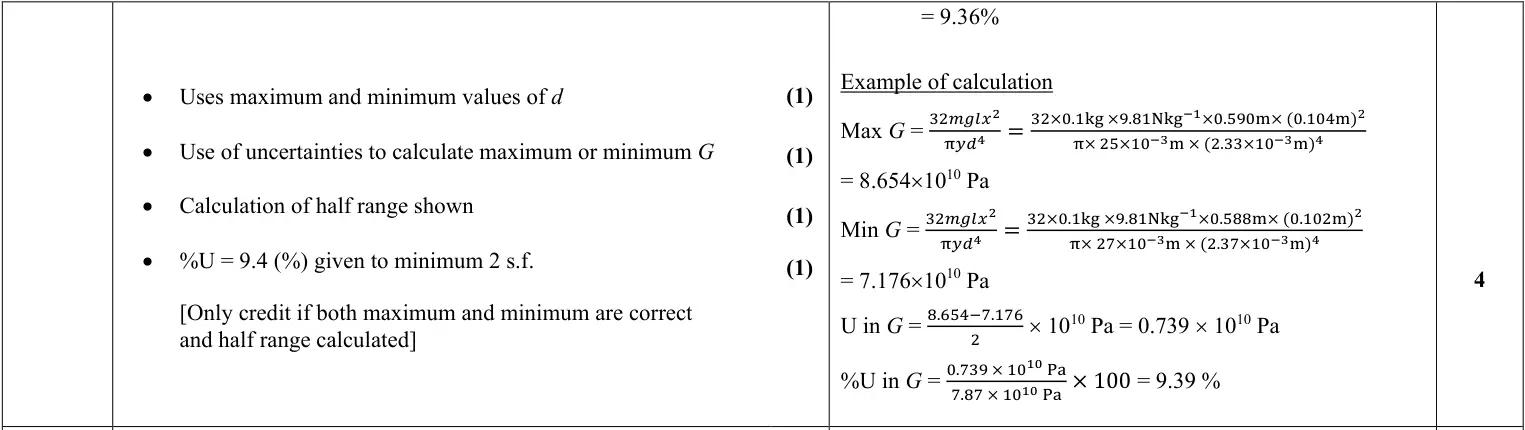 = 9.36%
• Uses maximum and minimum values of d (1)
• Use of uncertainties to calculate maximum or minimum G (1)
• Calculation of half range shown (1)
• %U = 9.4 (%) given to minimum 2 s.f. (1)
[Only credit if both maximum and minimum are correct
and half range calculated]
Example of calculation
Max G = 32mglx²/πyd⁴ = 32×0.1kg ×9.81Nkg⁻¹×0.590m× (0.104m)²/π× 25×10⁻³m × (2.33×10⁻³m)⁴
= 8.654×10¹⁰ Pa
Min G = 32mglx²/πyd⁴ = 32×0.1kg ×9.81Nkg⁻¹×0.588m× (0.102m)²/π× 27×10⁻³m × (2.37×10⁻³m)⁴
= 7.176×10¹⁰ Pa
U in G = 8.654−7.176/2 × 10¹⁰ Pa = 0.739 × 10¹⁰ Pa
%U in G = 0.739 × 10¹⁰ Pa/7.87 × 10¹⁰ Pa × 100 = 9.39 %
4